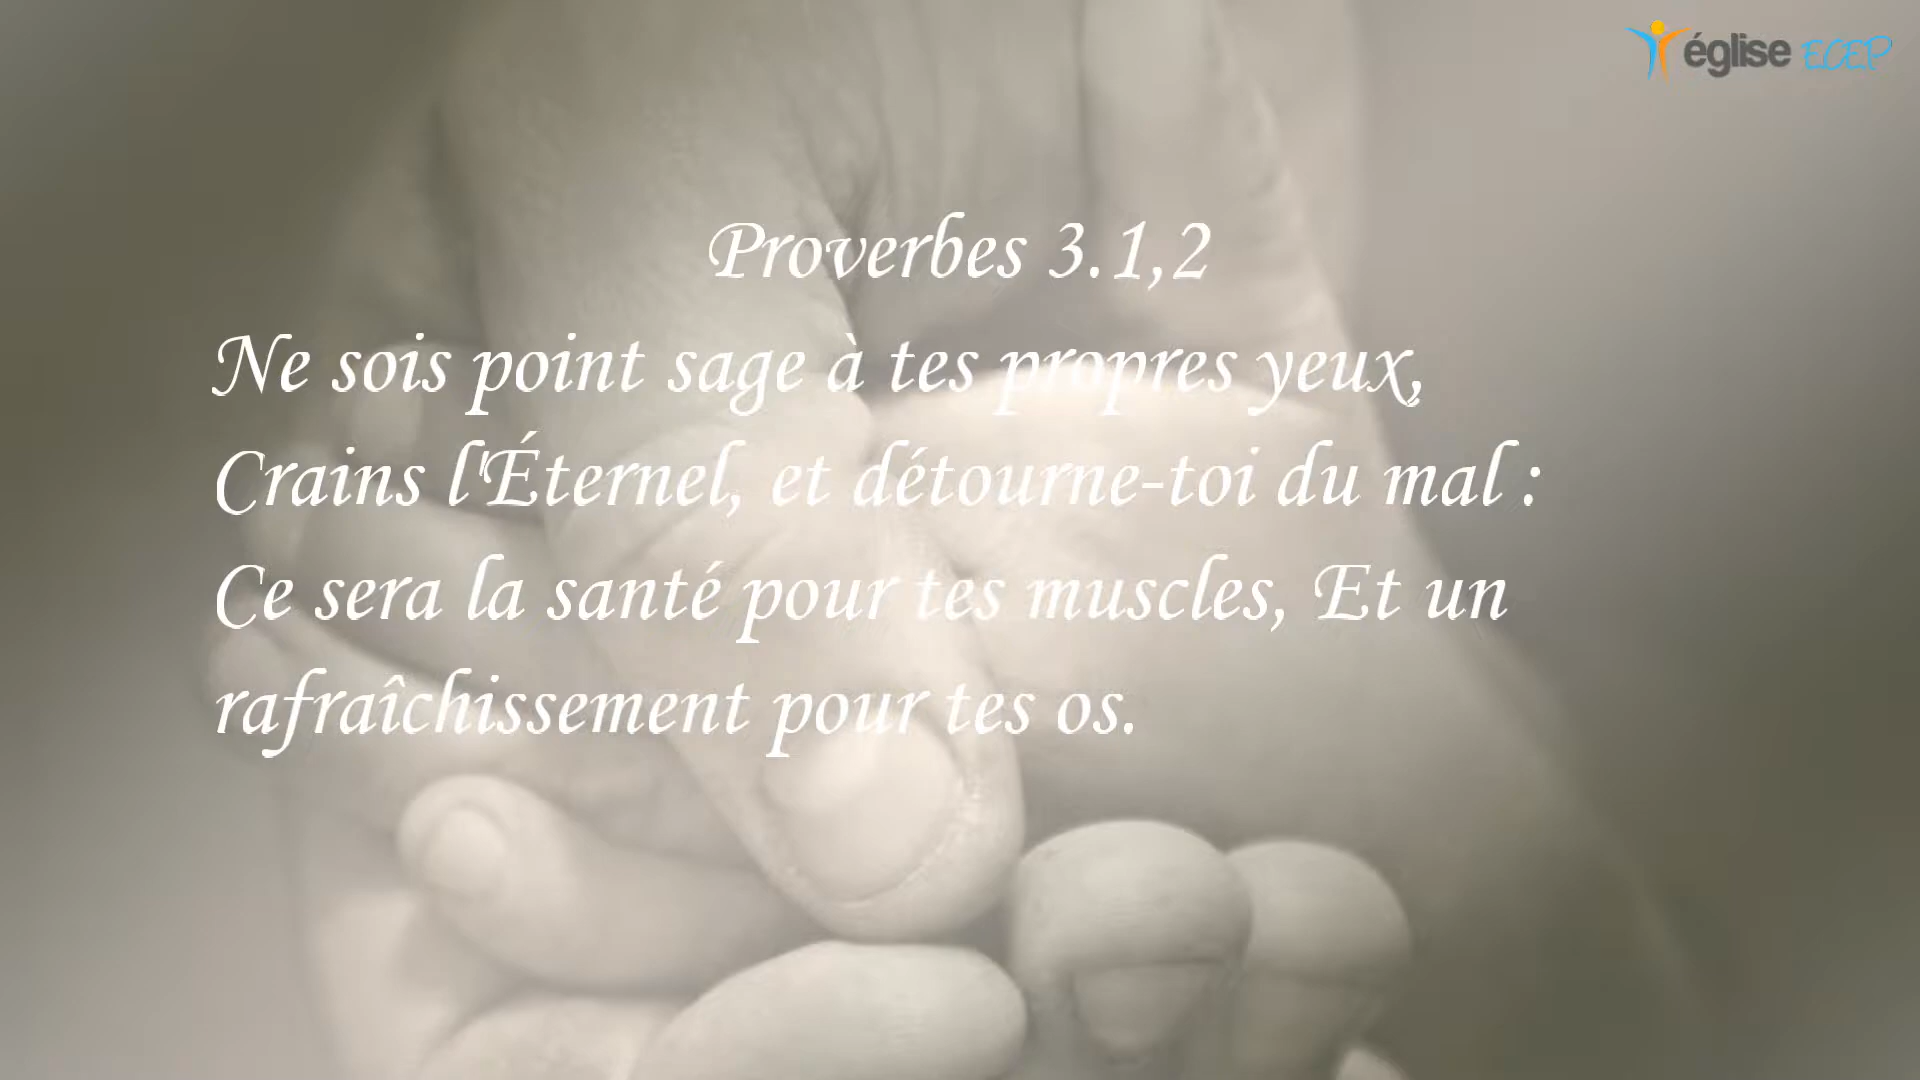 église ECEP
Proverbes 3.1,2
Ne sois point sage à tes propres yeux,
Crains l'Éternel, et détourne-toi du mal :
Ce sera la santé pour tes muscles, Et un
rafraîchissement pour tes os.